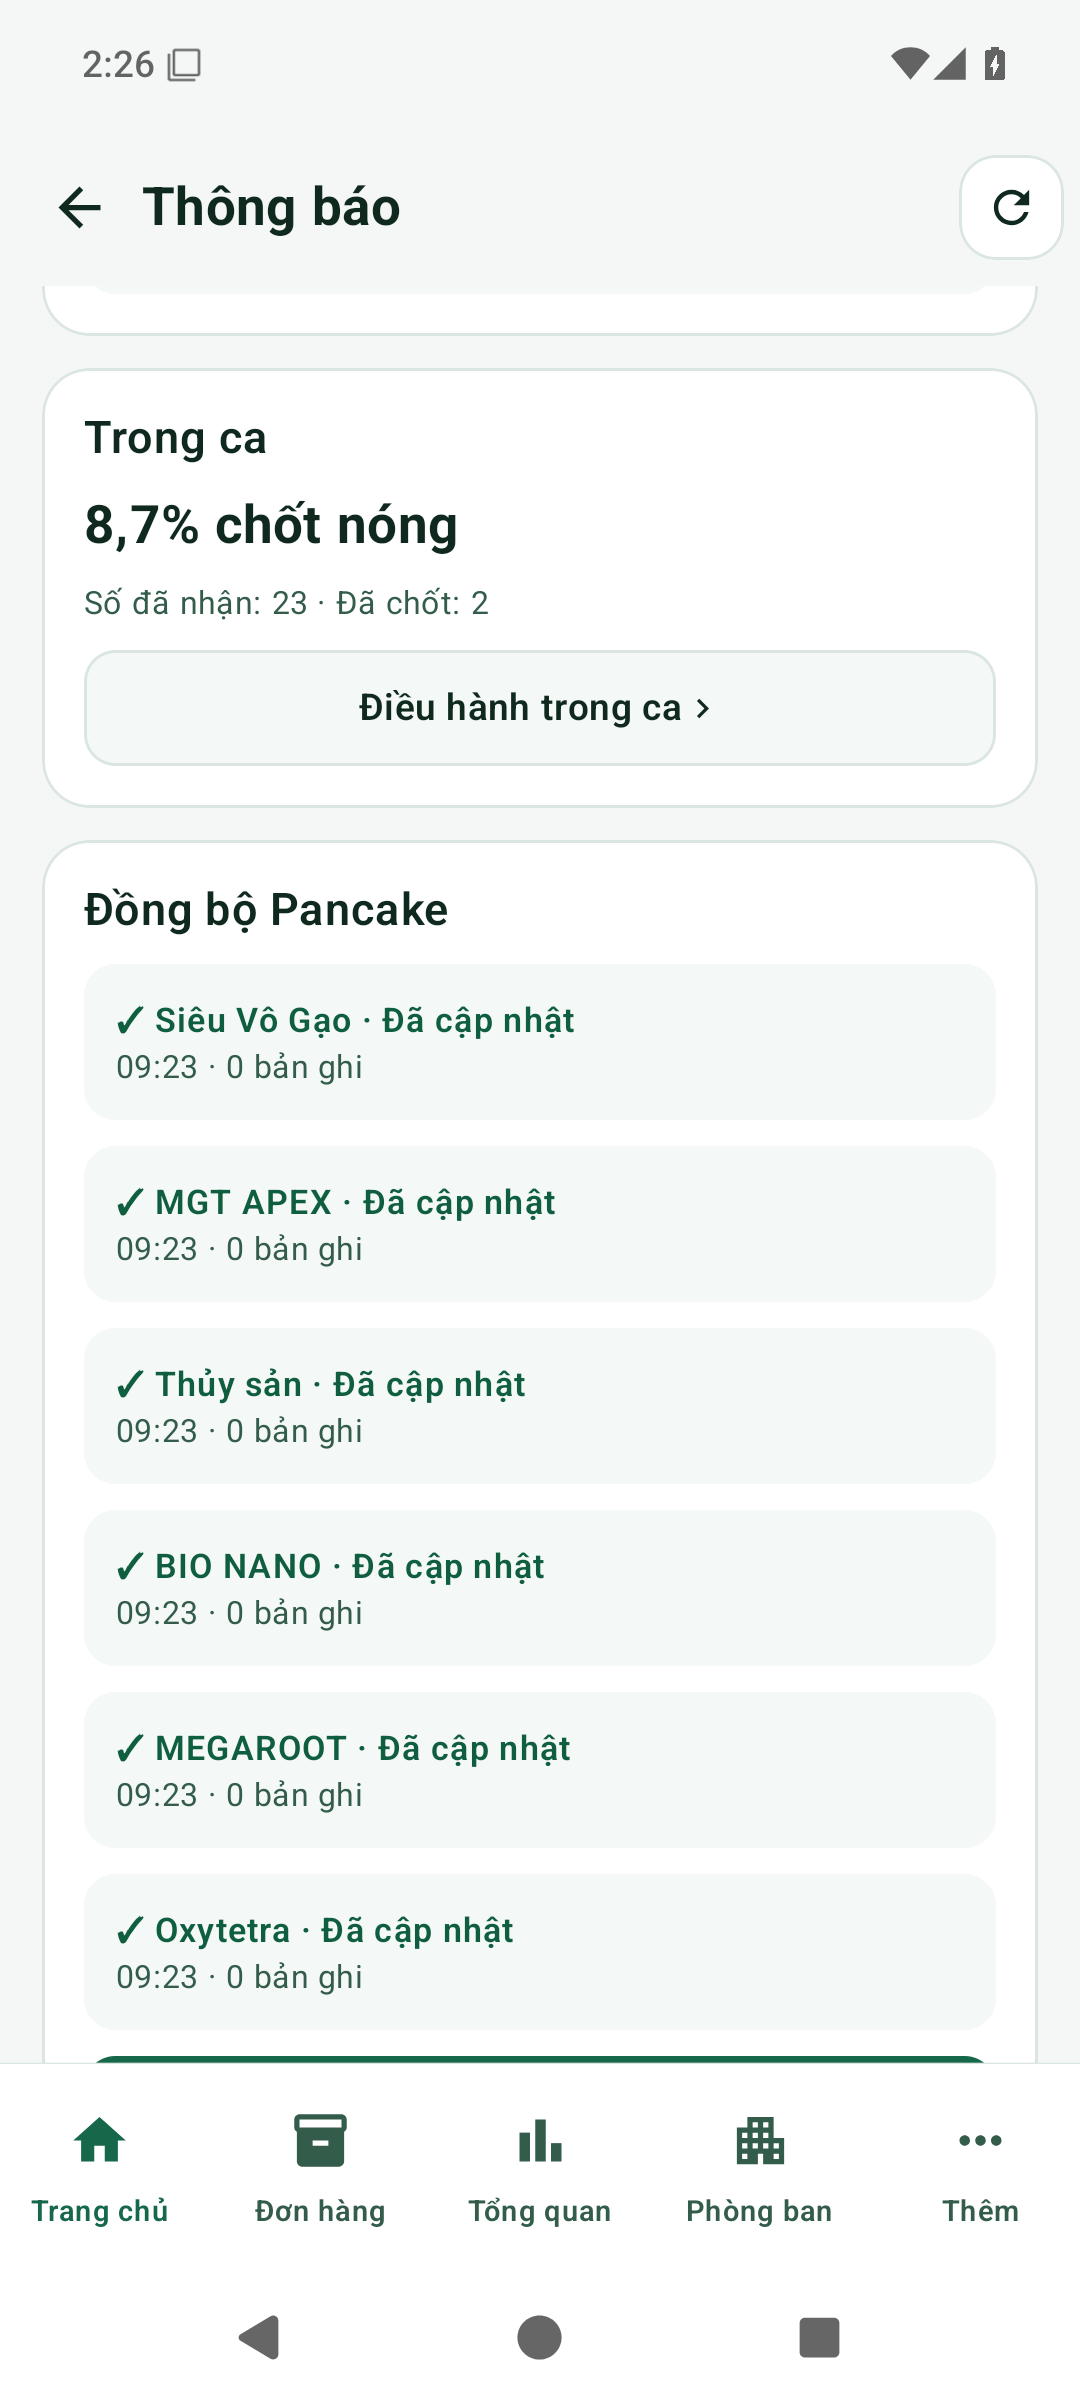 2:26
Thông báo
Trong ca
8,7% chốt nóng
Số đã nhận: 23 · Đã chốt: 2
Điều hành trong ca ›
Đồng bộ Pancake
✓ Siêu Vô Gạo · Đã cập nhật
09:23 · 0 bản ghi
✓ MGT APEX · Đã cập nhật
09:23 · 0 bản ghi
✓ Thủy sản · Đã cập nhật
09:23 · 0 bản ghi
✓ BIO NANO · Đã cập nhật
09:23 · 0 bản ghi
✓ MEGAROOT · Đã cập nhật
09:23 · 0 bản ghi
✓ Oxytetra · Đã cập nhật
09:23 · 0 bản ghi
Trang chủ
Đơn hàng
Tổng quan
Phòng ban
Thêm